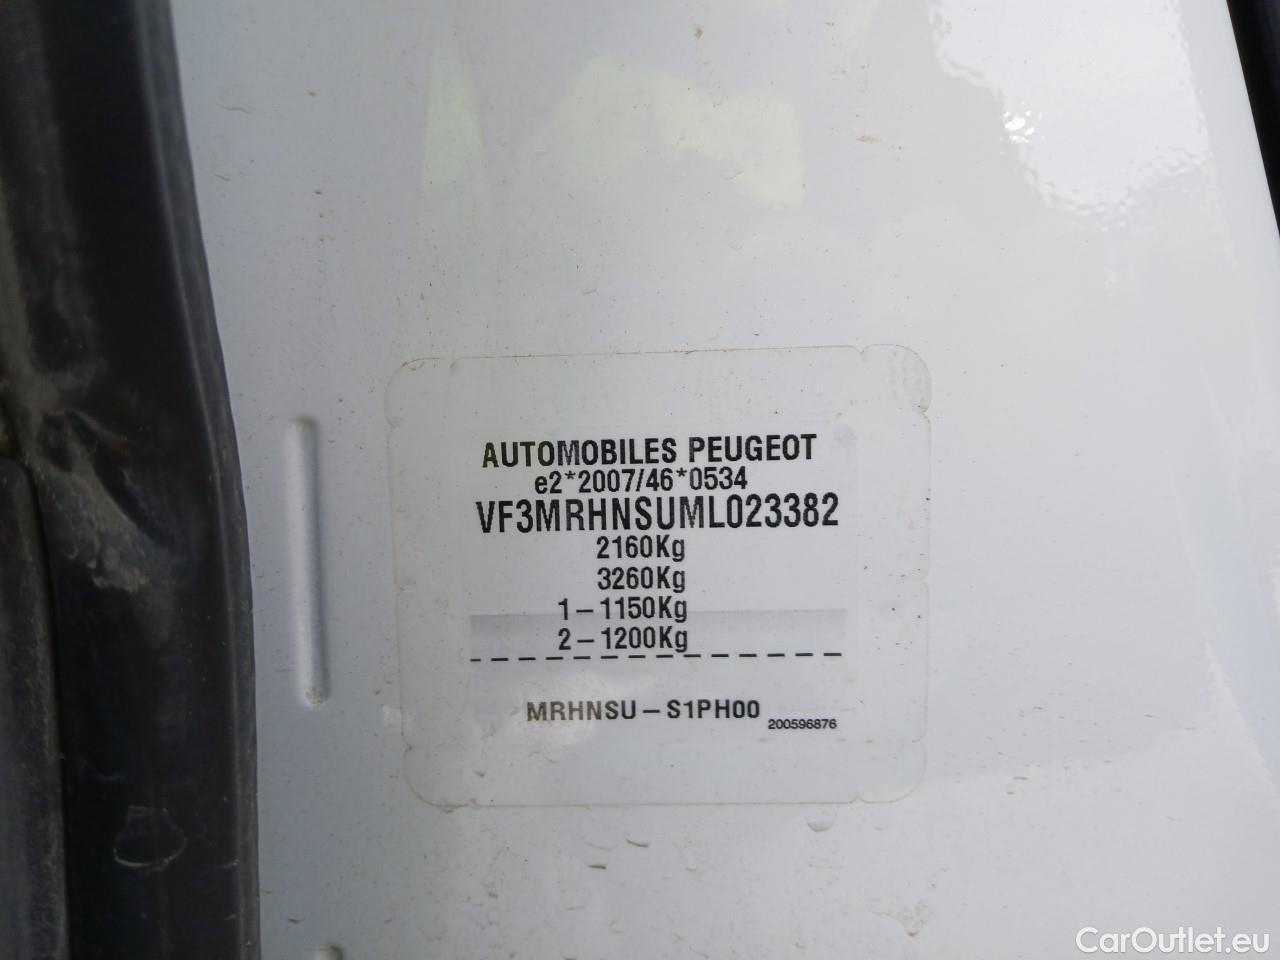 AUTOMOBILES PEUGEOT
e2*2007/46*0534
VF3MRHNSUML023382
2160Kg
3260Kg
1-1150Kg
2-1200Kg
MRHNSU-S1PH00 200596876
CarOutlet.eu